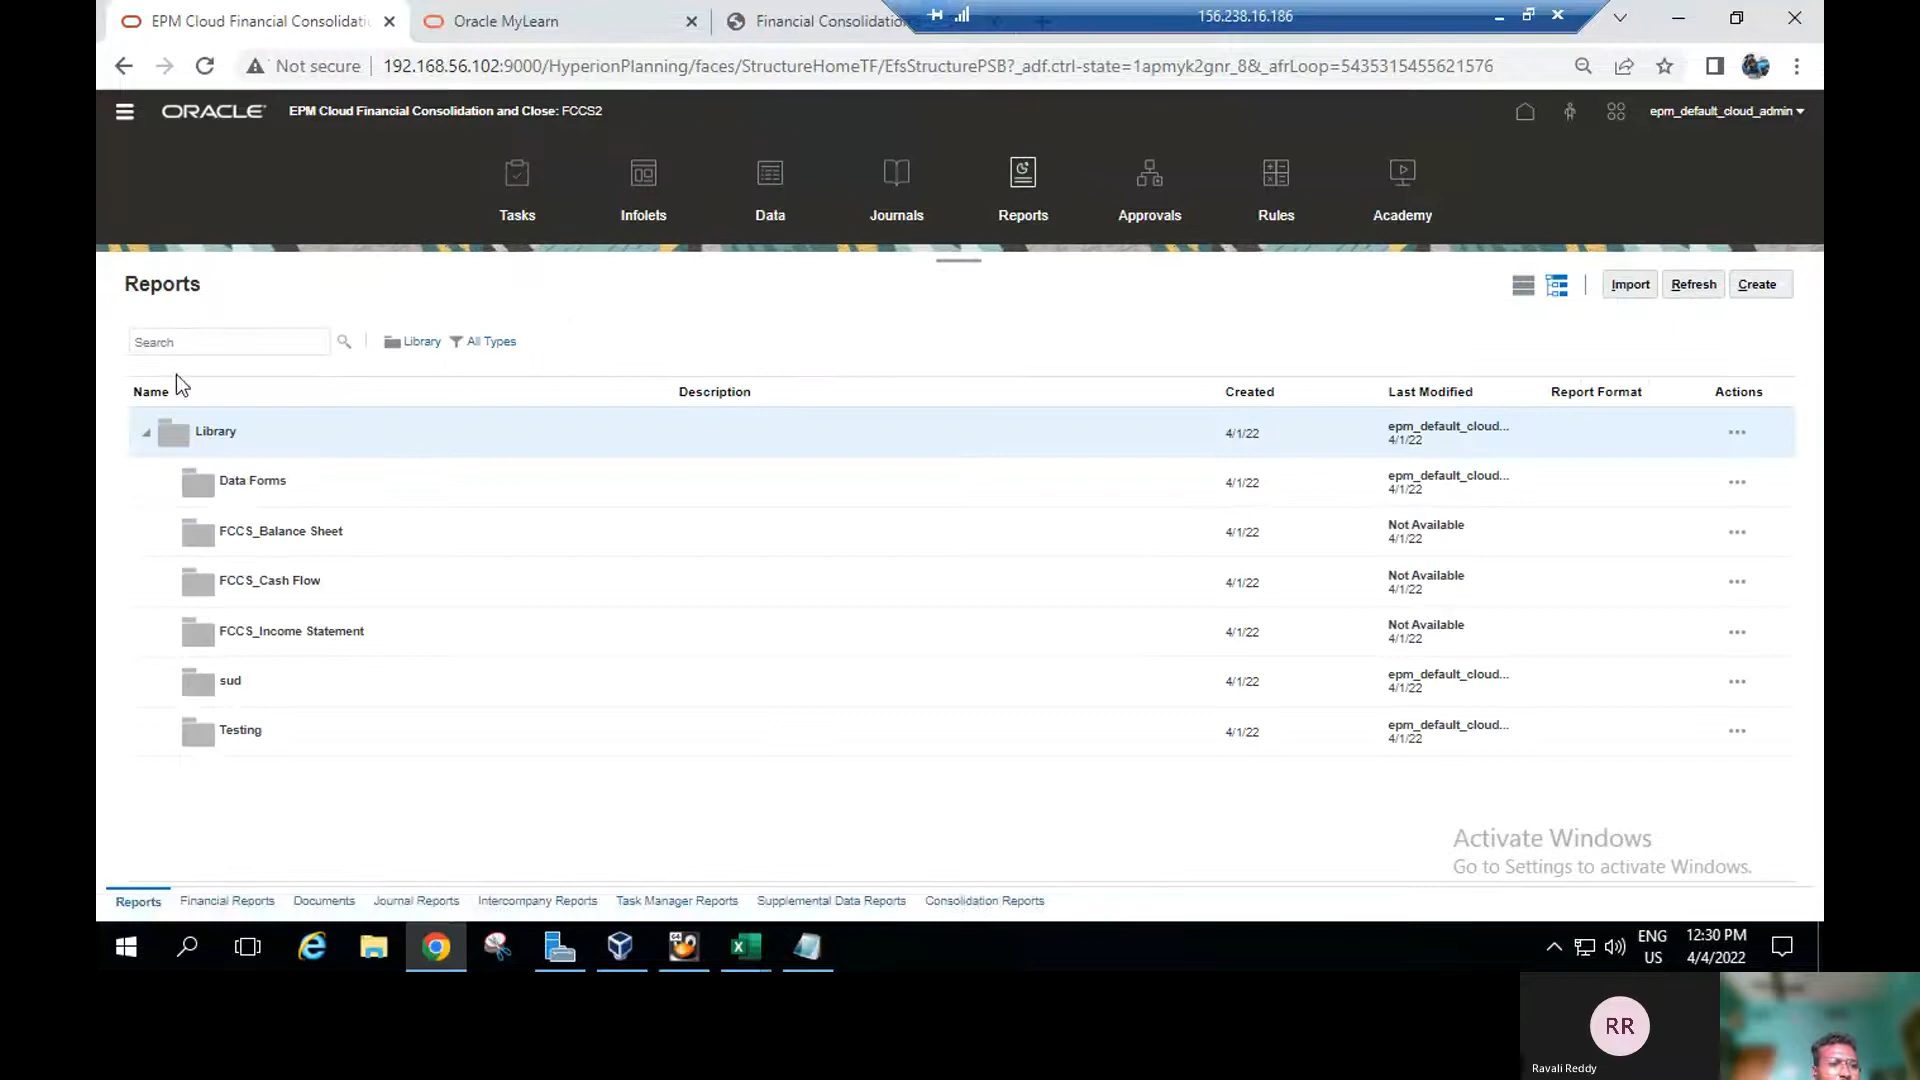 EPM Cloud Financial Consolidati
Oracle MyLearn
Financial Consolidation
156.238.16.186
Not secure
192.168.56.102:9000/HyperionPlanning/faces/StructureHomeTF/EfsStructurePSB?_adf.ctrl-state=1apmyk2gnr_8&_afrLoop=5435315455621576
ORACLE
EPM Cloud Financial Consolidation and Close: FCCS2
epm_default_cloud_admin
Tasks
Infolets
Data
Journals
Reports
Approvals
Rules
Academy
Reports
Import
Refresh
Create
Search
Library
All Types
Name
Description
Created
Last Modified
Report Format
Actions
Library
4/1/22
epm_default_cloud...
4/1/22
Data Forms
4/1/22
epm_default_cloud...
4/1/22
FCCS_Balance Sheet
4/1/22
Not Available
4/1/22
FCCS_Cash Flow
4/1/22
Not Available
4/1/22
FCCS_Income Statement
4/1/22
Not Available
4/1/22
sud
4/1/22
epm_default_cloud...
4/1/22
Testing
4/1/22
epm_default_cloud...
4/1/22
Activate Windows
Go to Settings to activate Windows.
Reports
Financial Reports
Documents
Journal Reports
Intercompany Reports
Task Manager Reports
Supplemental Data Reports
Consolidation Reports
ENG
US
12:30 PM
4/4/2022
RR
Ravali Reddy